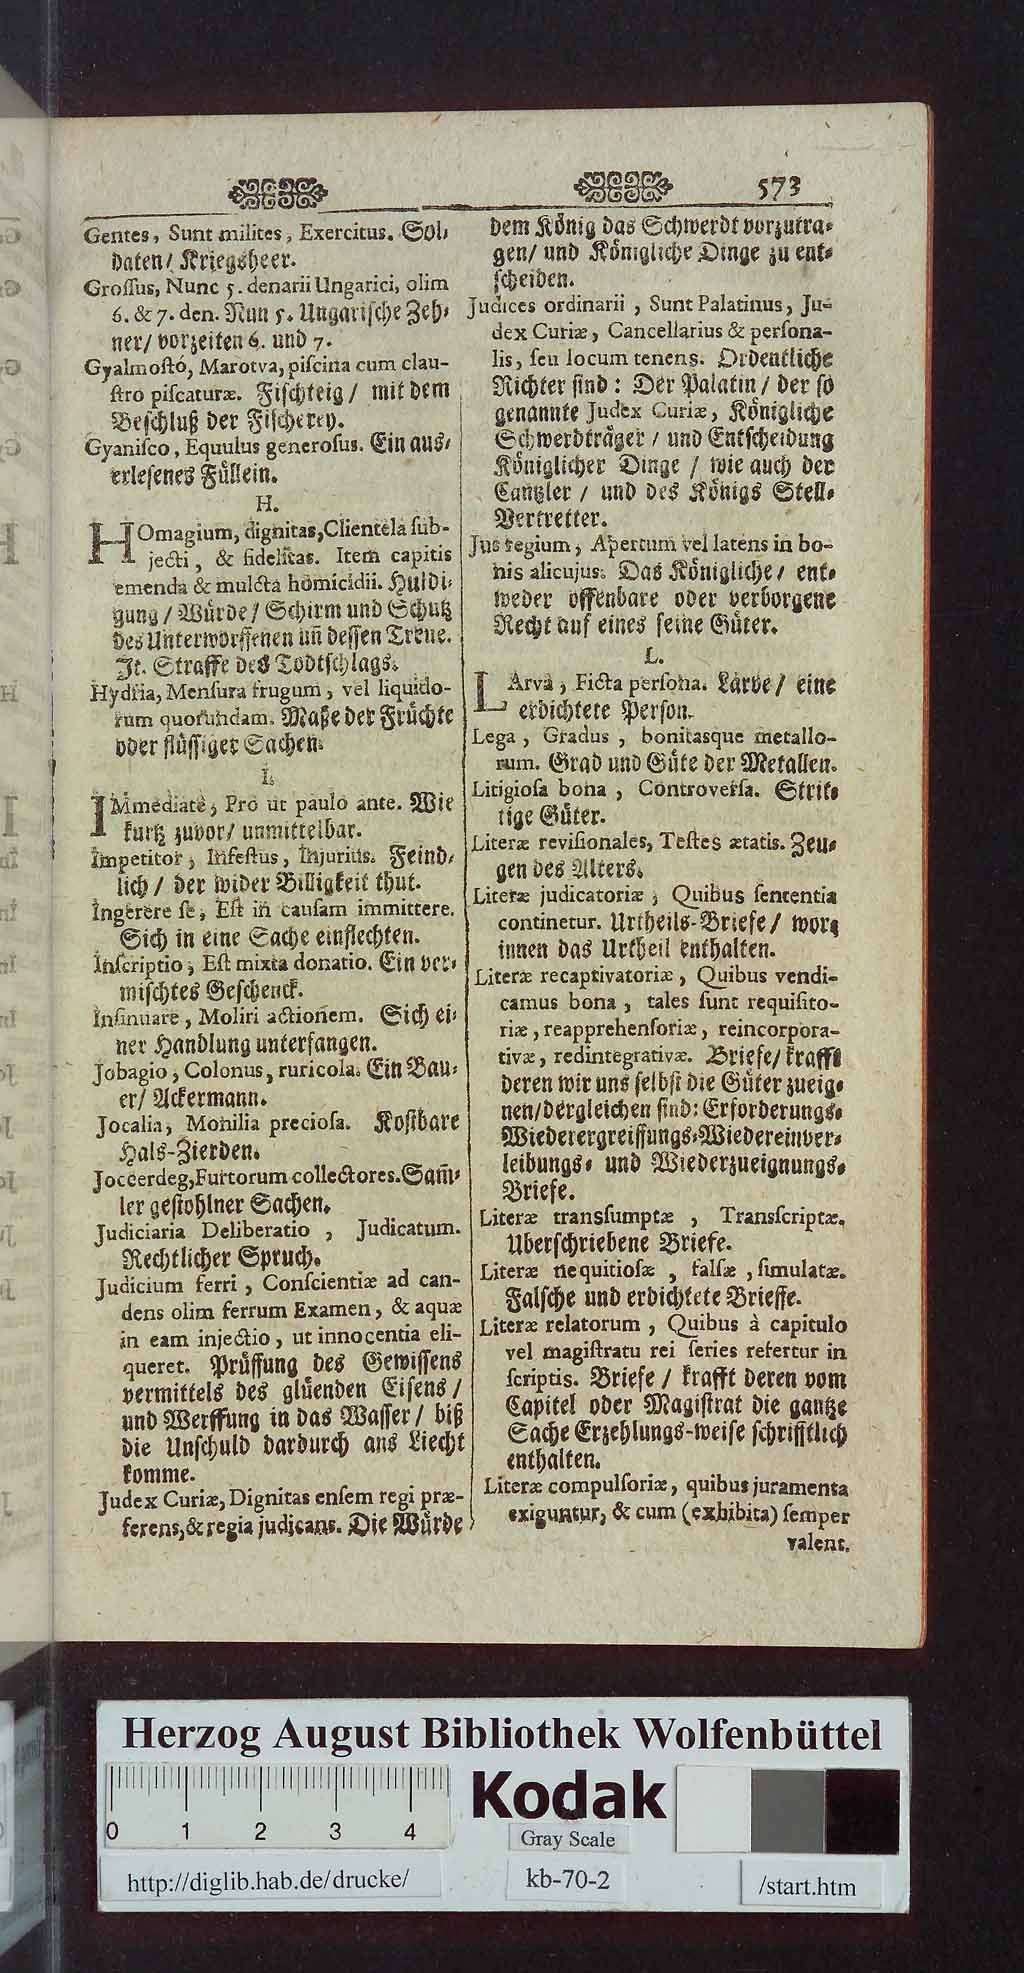 573
Gentes, Sunt milites, Exercitus. Sol-
daten/ Kriegsheer.
Grossus, Nunc 5. denarii Ungarici, olim
6. & 7. den. Nun 5. Ungarische Zeh-
ner/ vorzeiten 6. und 7.
Gyalmostó, Marotva, piscina cum clau-
stro piscaturæ. Fischteig/ mit dem
Beschluß der Fischerey.
Gyanisco, Equulus generosus. Ein aus-
erlesenes Füllein.
H.
HOmagium, dignitas, Clientela sub-
jecti, & fidelitas. Item capitis
emenda & mulcta homicidii. Huldi-
gung/ Würde/ Schirm und Schutz
des Unterworffenen uñ dessen Treue.
It. Straffe des Todtschlags.
Hydria, Mensura frugum, vel liquido-
rum quorundam. Maße der Früchte
oder flüssiger Sachen.
I.
IMmediatè, Pro ut paulo ante. Wie
kurtz zuvor/ unmittelbar.
Impetitor, Infestus, Injurius. Feind-
lich/ der wider Billigkeit thut.
Ingerere se, Est in causam immittere.
Sich in eine Sache einflechten.
Inscriptio, Est mixta donatio. Ein ver-
mischtes Geschenck.
Insinuare, Moliri actionem. Sich ei-
ner Handlung unterfangen.
Jobagio, Colonus, ruricola. Ein Bau-
er/ Ackermann.
Jocalia, Monilia preciosa. Kostbare
Hals-Zierden.
Joccerdeg, Furtorum collectores. Sam̃-
ler gestohlner Sachen.
Judiciaria Deliberatio, Judicatum.
Rechtlicher Spruch.
Judicium ferri, Conscientiæ ad can-
dens olim ferrum Examen, & aquæ
in eam injectio, ut innocentia eli-
queret. Prüffung des Gewissens
vermittels des glüenden Eisens/
und Werffung in das Wasser/ biß
die Unschuld dardurch ans Liecht
komme.
Judex Curiæ, Dignitas ensem regi præ-
ferens, & regia judicans. Die Würde
dem König das Schwerdt vorzutra-
gen/ und Königliche Dinge zu ent-
scheiden.
Judices ordinarii, Sunt Palatinus, Ju-
dex Curiæ, Cancellarius & persona-
lis, seu locum tenens. Ordentliche
Richter sind: Der Palatin/ der so
genannte Judex Curiæ, Königliche
Schwerdträger/ und Entscheidung
Königlicher Dinge/ wie auch der
Cantzler/ und des Königs Stell-
Vertretter.
Jus regium, Apertum vel latens in bo-
nis alicujus. Das Königliche/ ent-
weder offenbare oder verborgene
Recht auf eines seine Güter.
L.
LArva, Ficta persona. Larve/ eine
erdichtete Person.
Lega, Gradus, bonitasque metallo-
rum. Grad und Güte der Metallen.
Litigiosa bona, Controversa. Strit-
tige Güter.
Literæ revisionales, Testes ætatis. Zeu-
gen des Alters.
Literæ judicatoriæ, Quibus sententia
continetur. Urtheils-Briefe/ wor-
innen das Urtheil enthalten.
Literæ recaptivatoriæ, Quibus vendi-
camus bona, tales sunt requisito-
riæ, reapprehensoriæ, reincorpora-
tivæ, redintegrativæ. Briefe/ krafft
deren wir uns selbst die Güter zueig-
nen/ dergleichen sind: Erforderungs-
Wiederergreiffungs-Wiedereinver-
leibungs- und Wiederzueignungs-
Briefe.
Literæ transsumptæ, Transscriptæ.
Uberschriebene Briefe.
Literæ nequitiosæ, falsæ, simulatæ.
Falsche und erdichtete Brieffe.
Literæ relatorum, Quibus à capitulo
vel magistratu rei series refertur in
scriptis. Briefe/ krafft deren vom
Capitel oder Magistrat die gantze
Sache Erzehlungs-weise schrifftlich
enthalten.
Literæ compulsoriæ, quibus juramenta
exiguntur, & cum (exhibita) semper
valent.
Herzog August Bibliothek Wolfenbüttel
0 1 2 3 4
Kodak
Gray Scale
http://diglib.hab.de/drucke/
kb-70-2
/start.htm